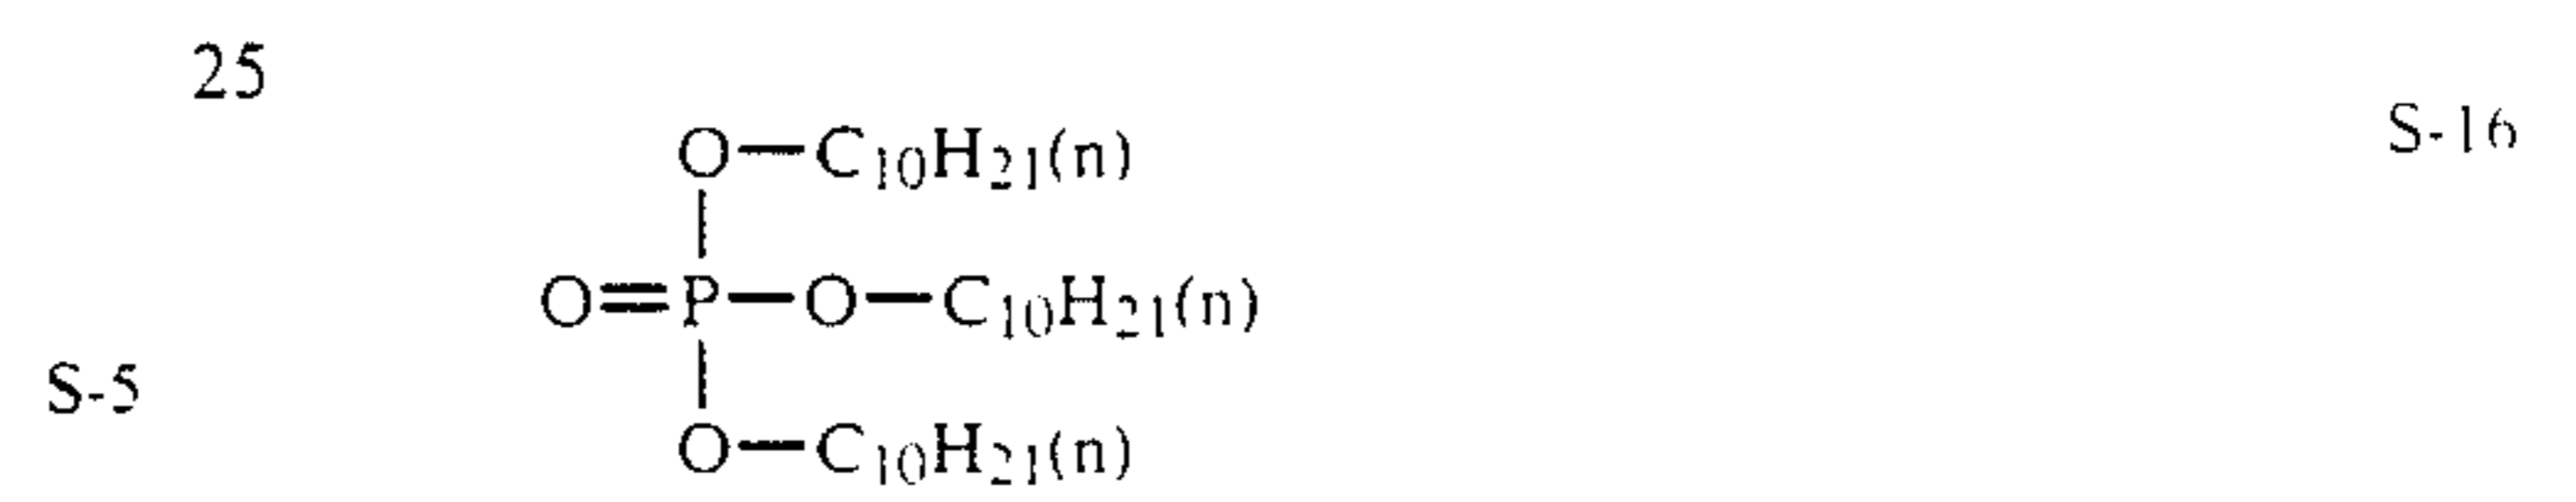 25
S-16
O—C10H21(n)
O=P—O—C10H21(n)
S-5
O—C10H21(n)